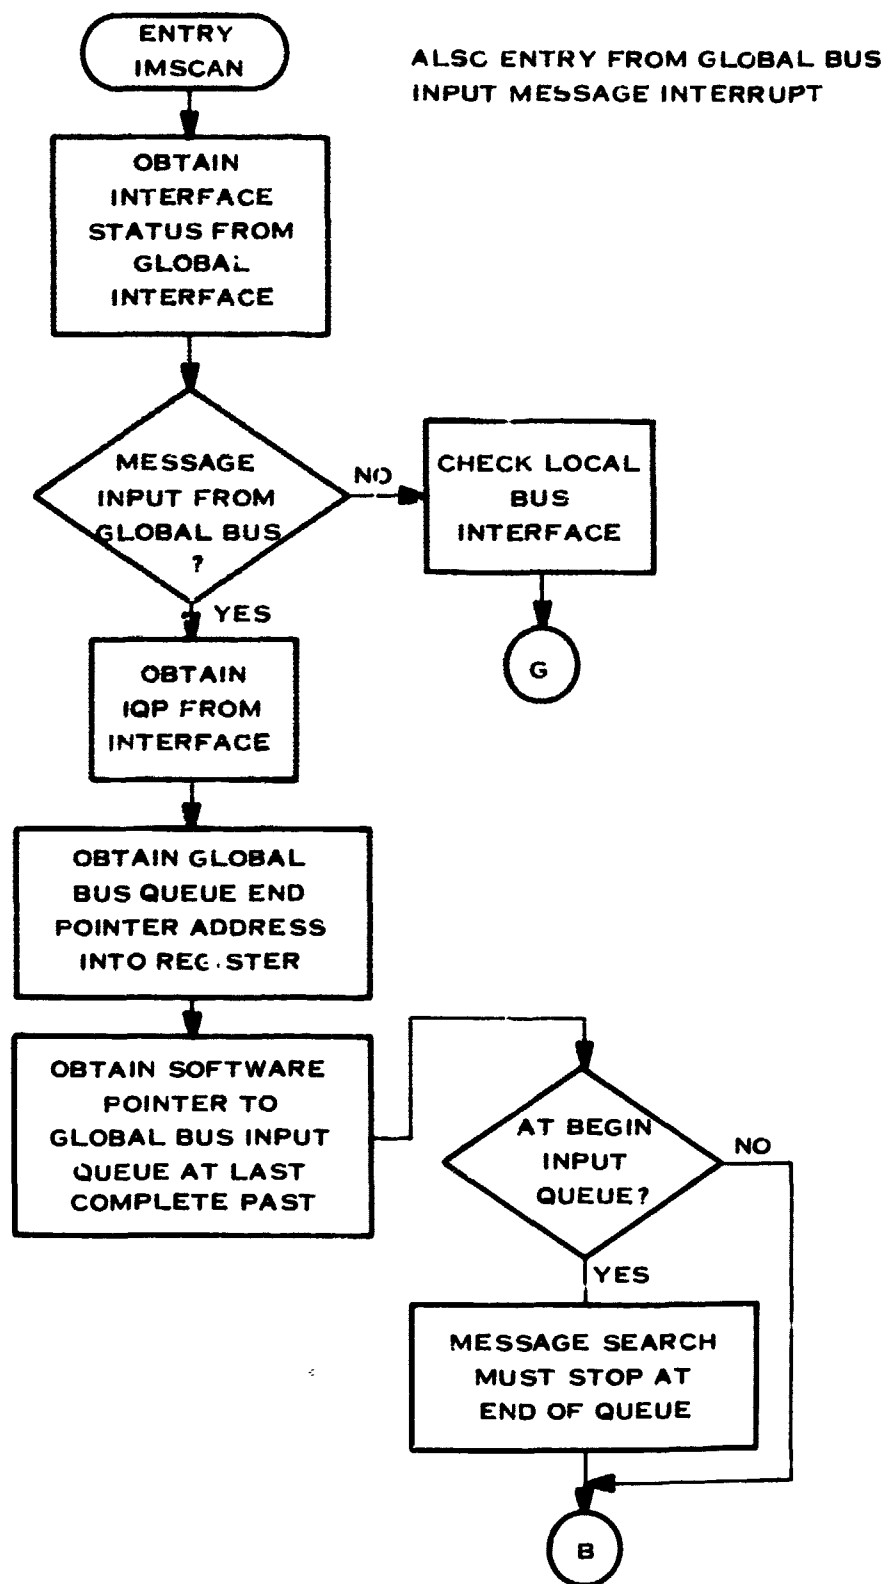 ENTRY
IMSCAN
ALSO ENTRY FROM GLOBAL BUS
INPUT MESSAGE INTERRUPT
OBTAIN
INTERFACE
STATUS FROM
GLOBAL
INTERFACE
MESSAGE
INPUT FROM
GLOBAL BUS
?
NO
CHECK LOCAL
BUS
INTERFACE
YES
G
OBTAIN
IQP FROM
INTERFACE
OBTAIN GLOBAL
BUS QUEUE END
POINTER ADDRESS
INTO REGISTER
OBTAIN SOFTWARE
POINTER TO
GLOBAL BUS INPUT
QUEUE AT LAST
COMPLETE PAST
AT BEGIN
INPUT
QUEUE?
NO
YES
MESSAGE SEARCH
MUST STOP AT
END OF QUEUE
B